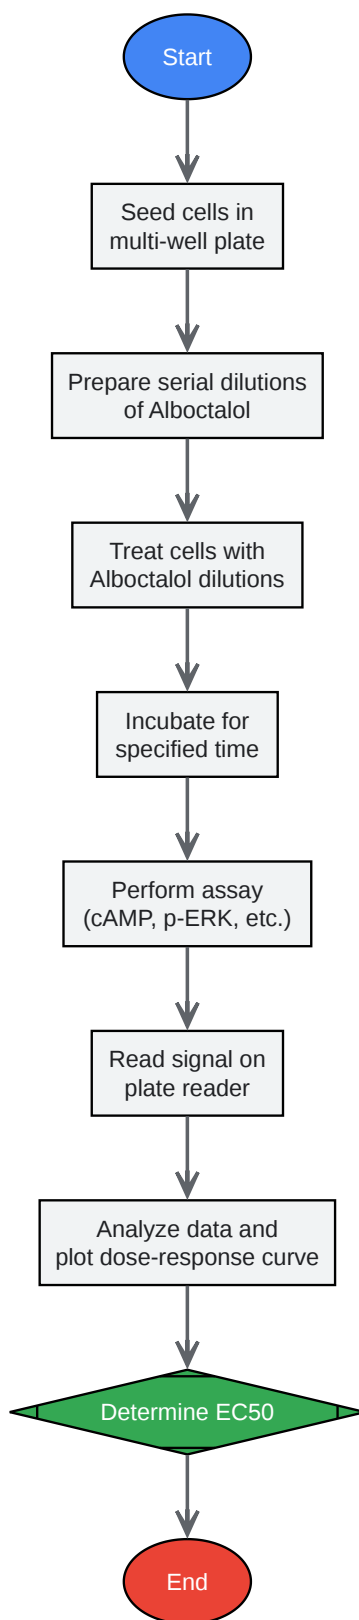 Start
Seed cells in
multi-well plate
Prepare serial dilutions
of Alboctalol
Treat cells with
Alboctalol dilutions
Incubate for
specified time
Perform assay
(cAMP, p-ERK, etc.)
Read signal on
plate reader
Analyze data and
plot dose-response curve
Determine EC50
End